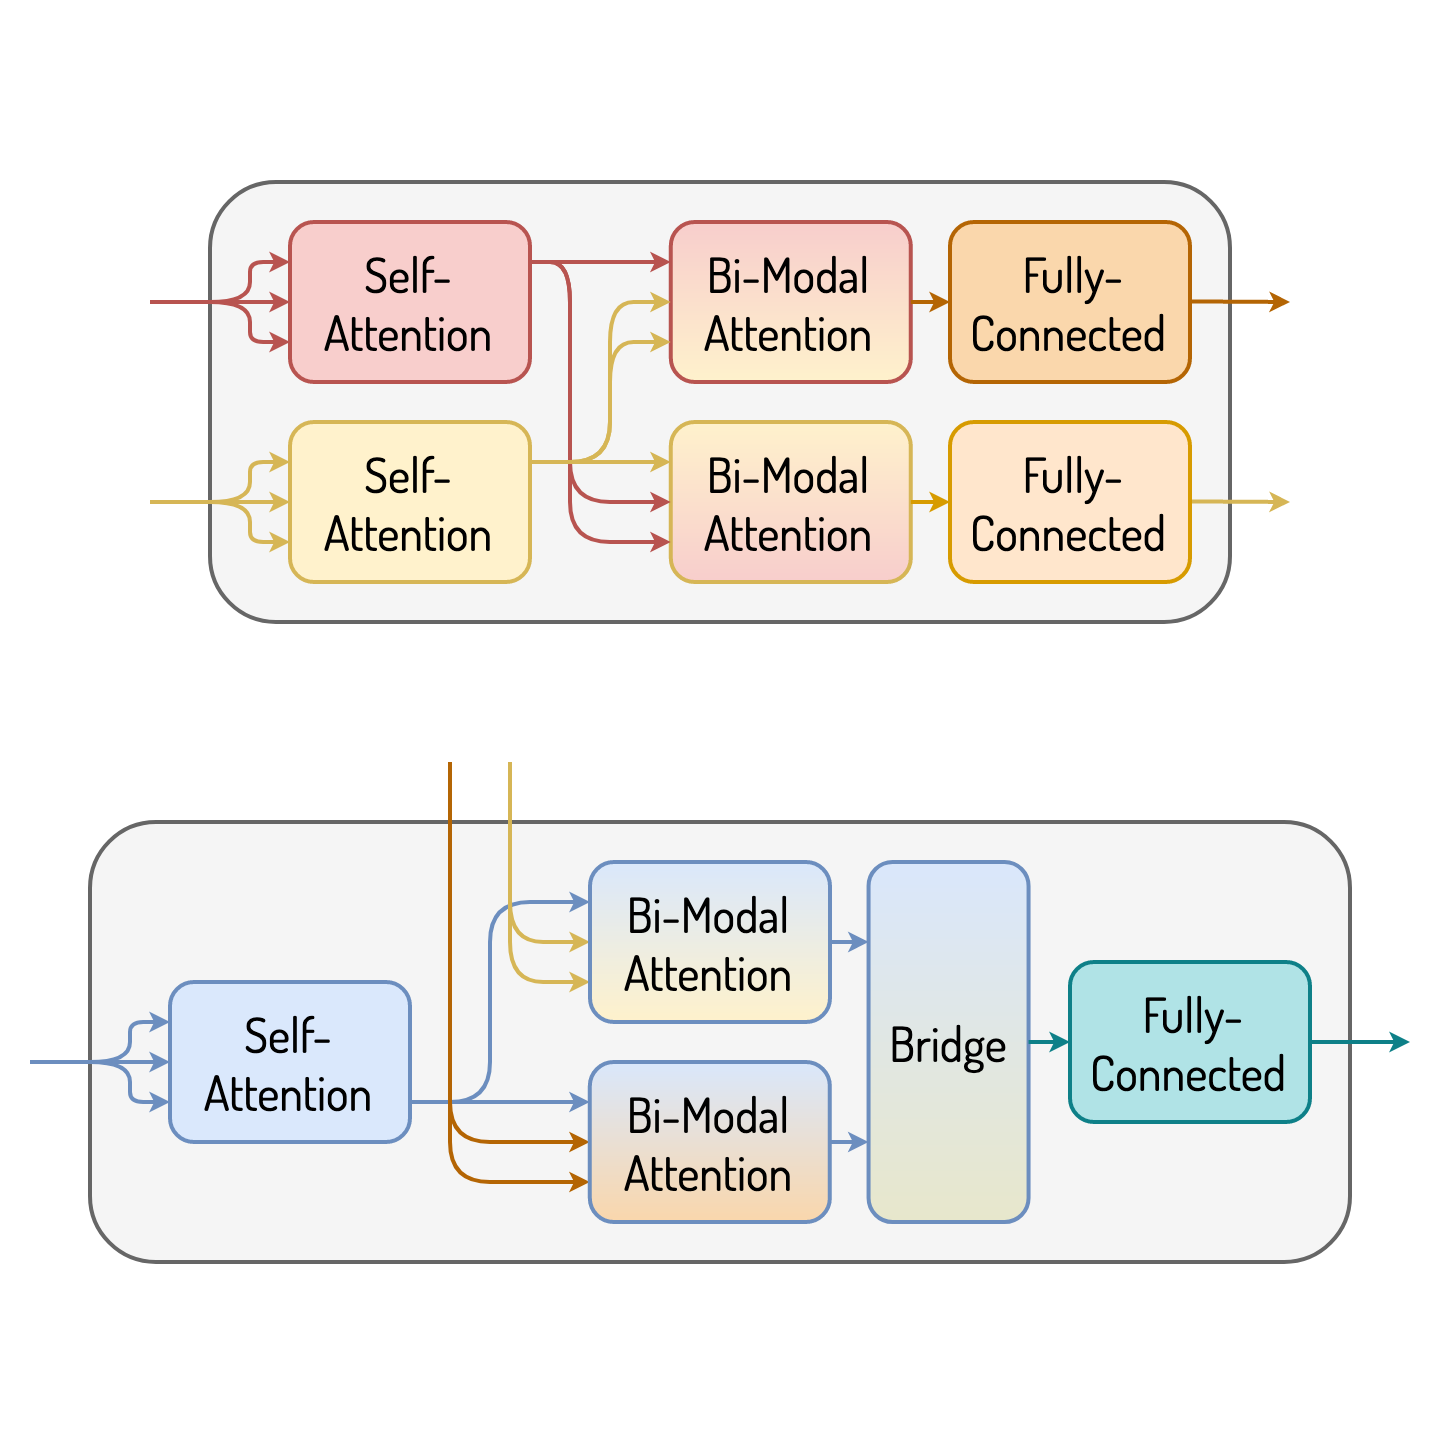 Self-
Attention
Bi-Modal
Attention
Fully-
Connected
Self-
Attention
Bi-Modal
Attention
Fully-
Connected
Self-
Attention
Bi-Modal
Attention
Bi-Modal
Attention
Bridge
Fully-
Connected